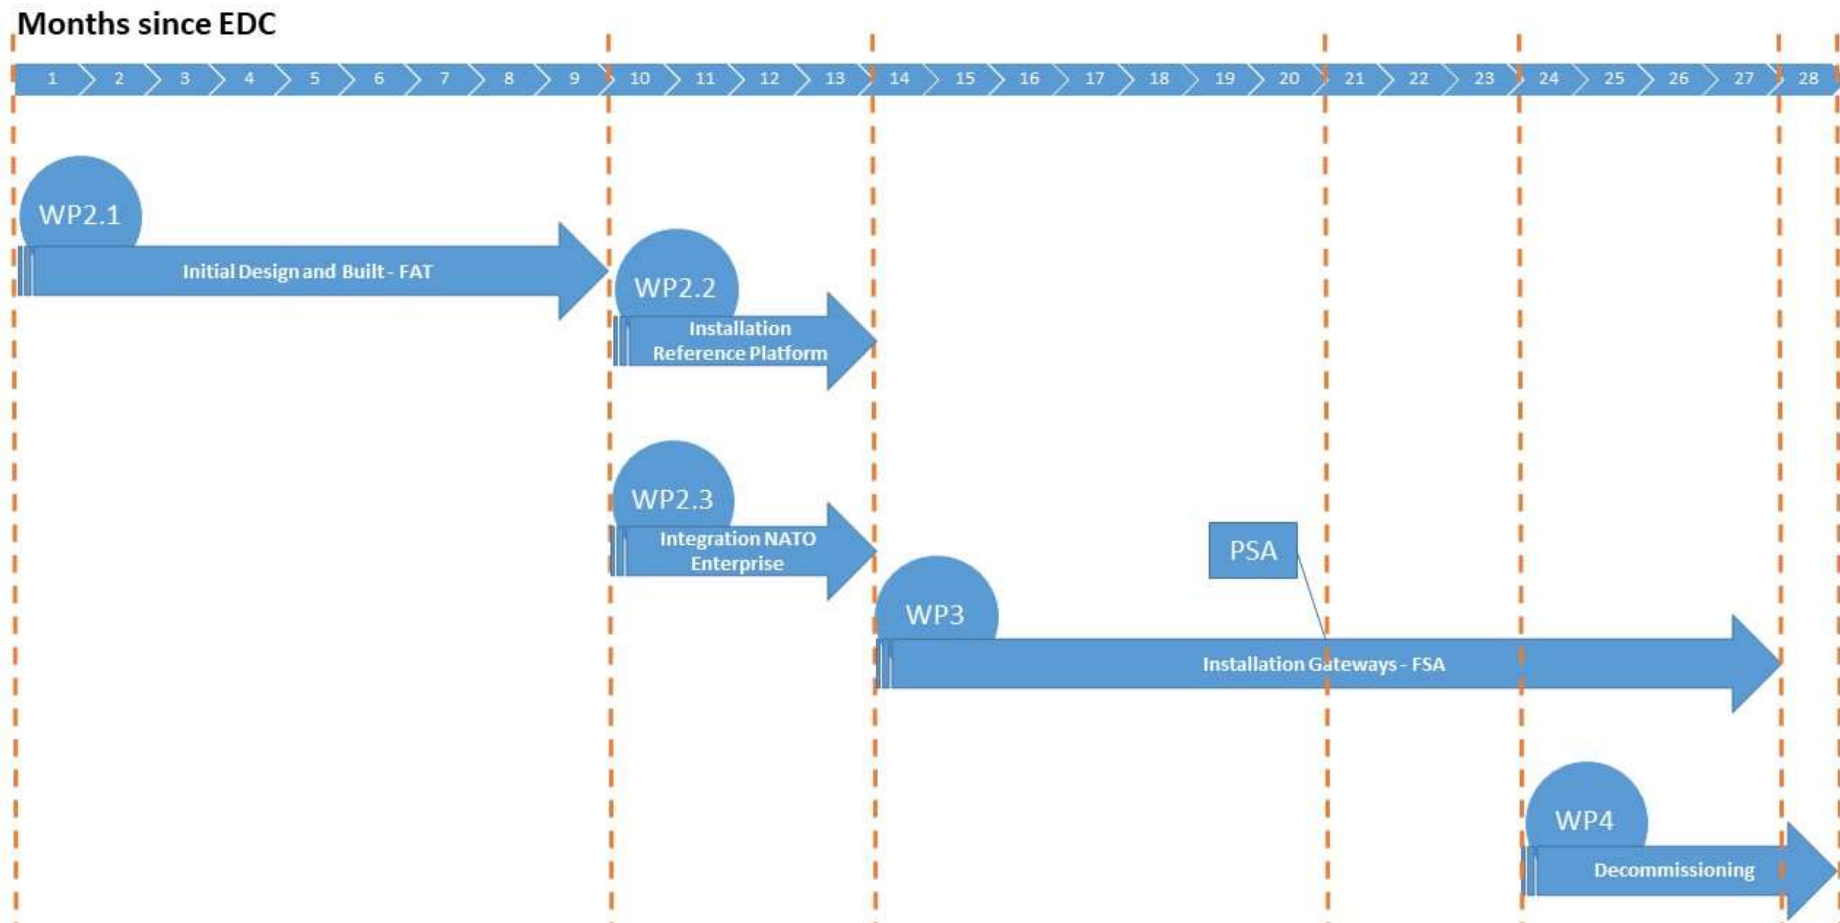 Months since EDC
1 2 3 4 5 6 7 8 9 10 11 12 13 14 15 16 17 18 19 20 21 22 23 24 25 26 27 28
WP2.1
Initial Design and Built - FAT
WP2.2
Installation
Reference Platform
WP2.3
Integration NATO
Enterprise
PSA
WP3
Installation Gateways - FSA
WP4
Decommissioning